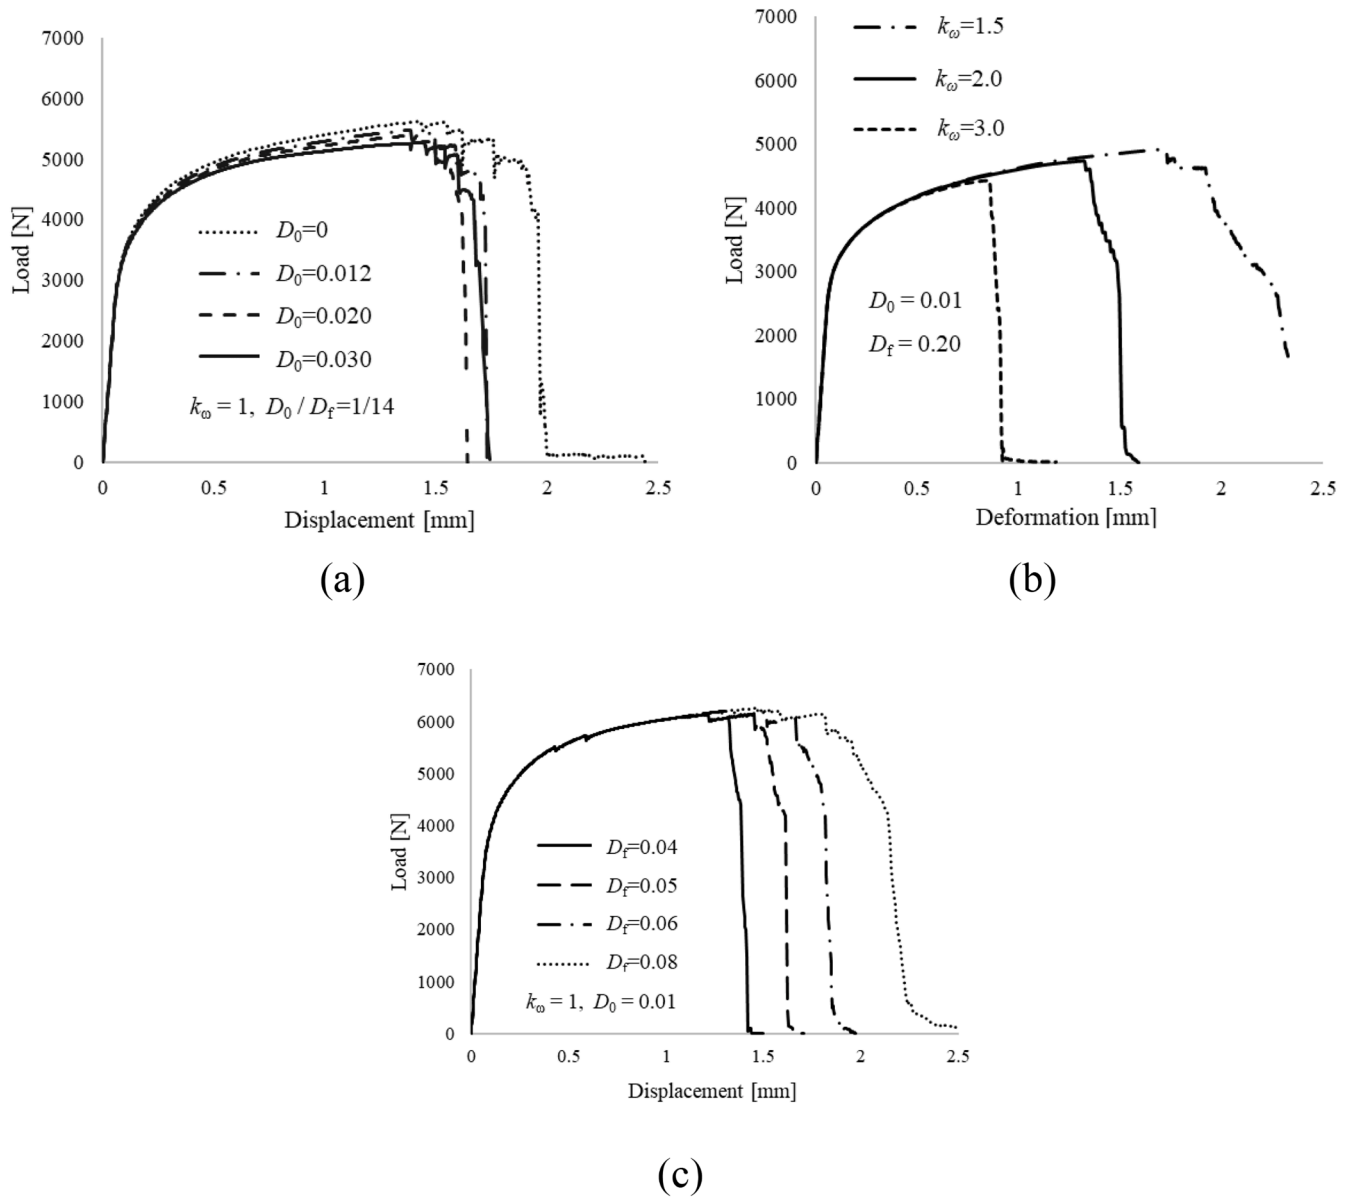 7000
6000
5000
4000
3000
2000
1000
0
Load [N]
D0=0
D0=0.012
D0=0.020
D0=0.030
kω = 1, D0 / Df=1/14
0 0.5 1 1.5 2 2.5
Displacement [mm]
(a)
7000
6000
5000
4000
3000
2000
1000
0
Load [N]
kω=1.5
kω=2.0
kω=3.0
D0 = 0.01
Df = 0.20
0 0.5 1 1.5 2 2.5
Deformation [mm]
(b)
7000
6000
5000
4000
3000
2000
1000
0
Load [N]
Df=0.04
Df=0.05
Df=0.06
Df=0.08
kω = 1, D0 = 0.01
0 0.5 1 1.5 2 2.5
Displacement [mm]
(c)